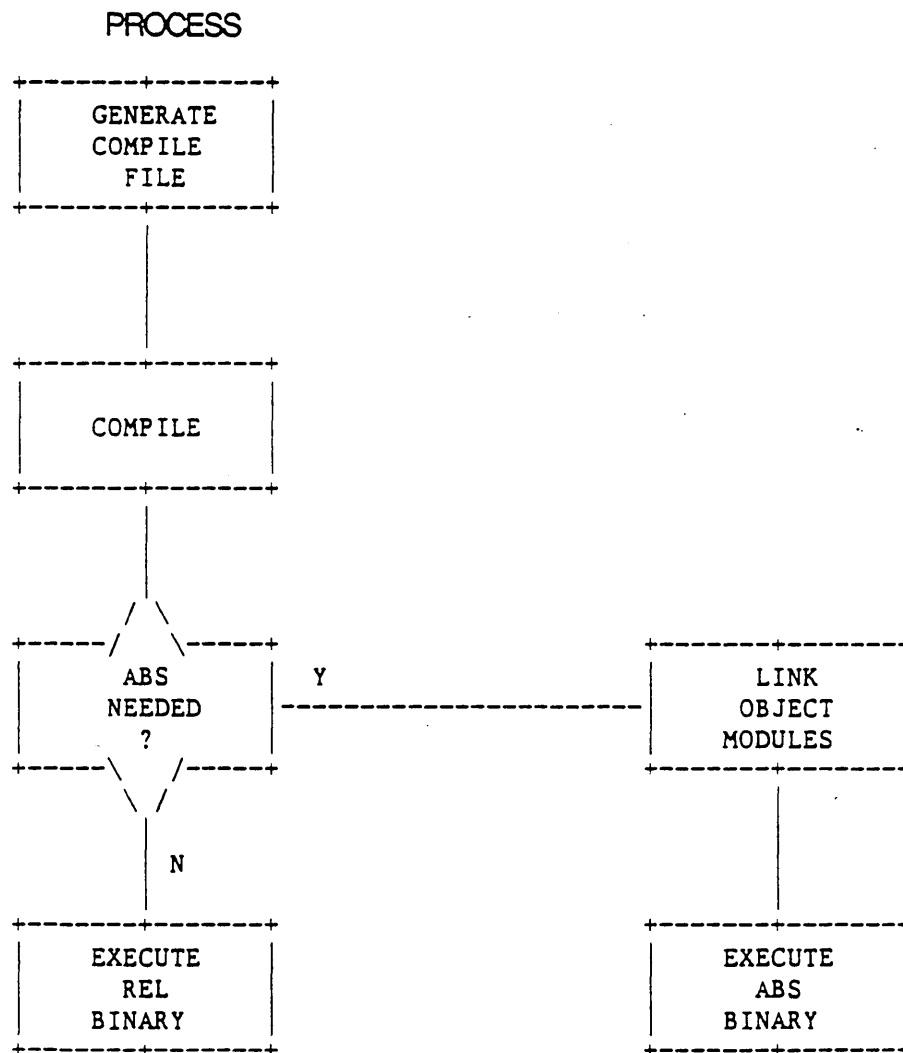 PROCESS
GENERATE
COMPILE
FILE
COMPILE
ABS
NEEDED
?
Y
LINK
OBJECT
MODULES
N
EXECUTE
REL
BINARY
EXECUTE
ABS
BINARY